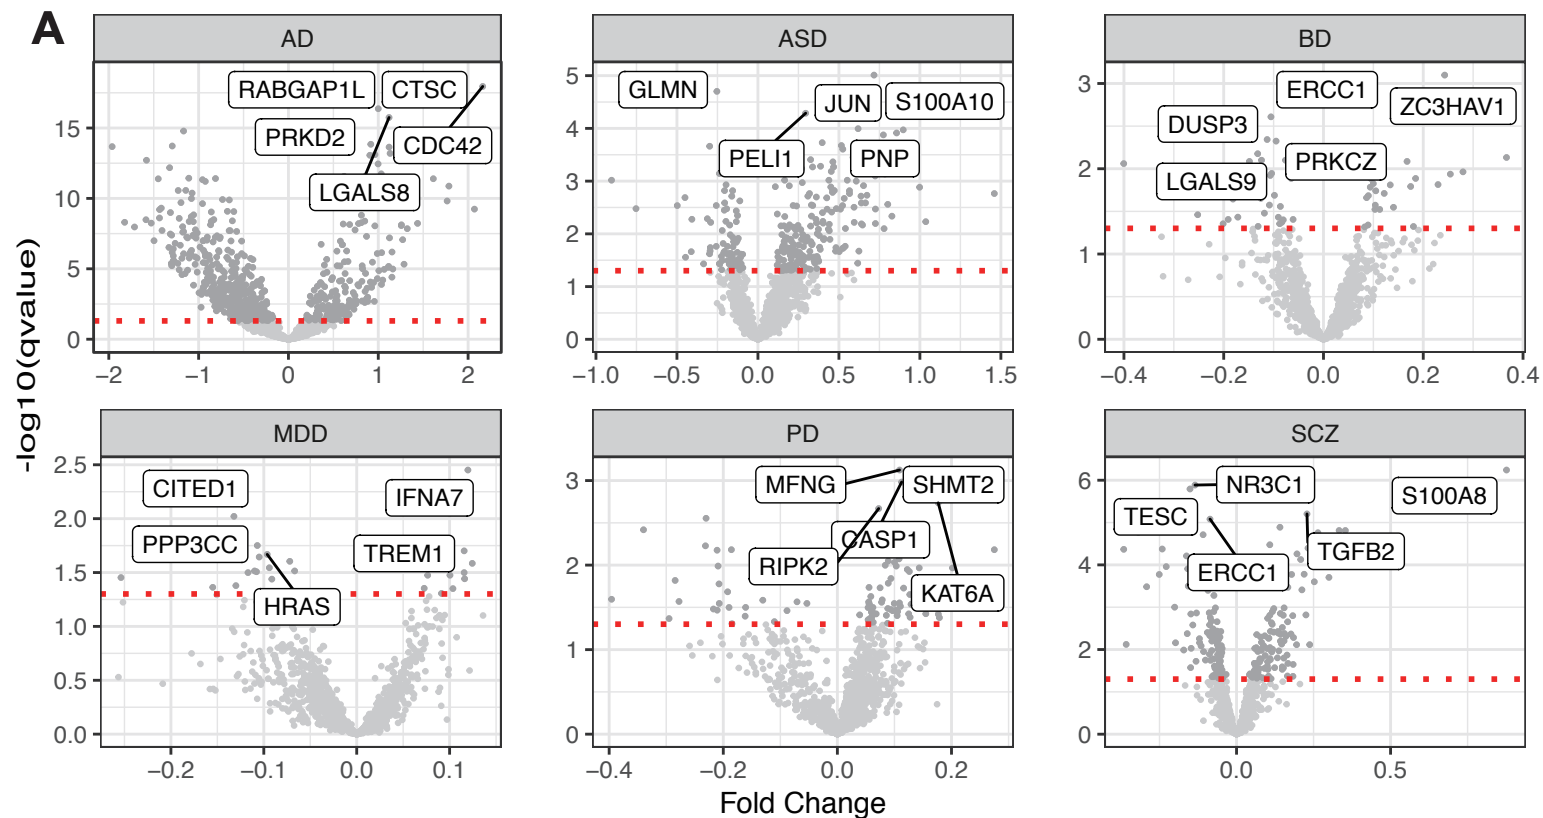 A
AD
ASD
BD
RABGAP1L
CTSC
PRKD2
CDC42
LGALS8
GLMN
JUN
S100A10
PELI1
PNP
ERCC1
ZC3HAV1
DUSP3
PRKCZ
LGALS9
15
10
5
0
5
4
3
2
1
0
3
2
1
0
−2 −1 0 1 2
−1.0 −0.5 0.0 0.5 1.0 1.5
−0.4 −0.2 0.0 0.2 0.4
-log10(qvalue)
MDD
PD
SCZ
CITED1
IFNA7
PPP3CC
TREM1
HRAS
MFNG
SHMT2
CASP1
RIPK2
KAT6A
NR3C1
S100A8
TESC
TGFB2
ERCC1
2.5
2.0
1.5
1.0
0.5
0.0
3
2
1
0
6
4
2
0
−0.2 −0.1 0.0 0.1
−0.4 −0.2 0.0 0.2
0.0 0.5
Fold Change